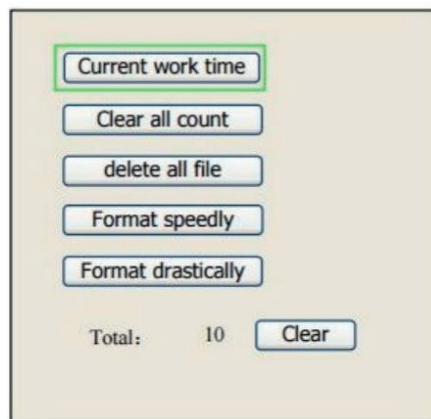 Current work time
Clear all count
delete all file
Format speedly
Format drastically
Total： 10 Clear